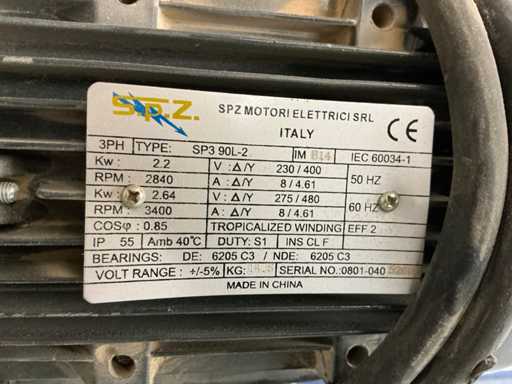 S.P.Z.
SPZ MOTORI ELETTRICI SRL
ITALY
CE
3PH TYPE: SP3 90L-2 IM B14 IEC 60034-1
Kw : 2.2 V : Δ/Y 230 / 400 50 HZ
RPM : 2840 A : Δ/Y 8 / 4.61
Kw : 2.64 V : Δ/Y 275 / 480 60 HZ
RPM : 3400 A : Δ/Y 8 / 4.61
COSφ : 0.85 TROPICALIZED WINDING EFF 2
IP 55 Amb 40℃ DUTY: S1 INS CL F
BEARINGS: DE: 6205 C3 / NDE: 6205 C3
VOLT RANGE : +/-5% KG: SERIAL NO.:0801-040
MADE IN CHINA